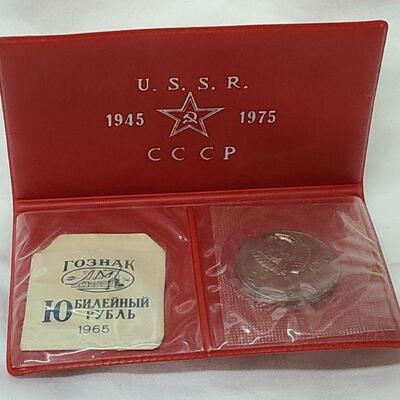 U. S. S. R.
1945 1975
СССР
ГОЗНАК
ЛМД
ЮБИЛЕЙНЫЙ
РУБЛЬ
1965